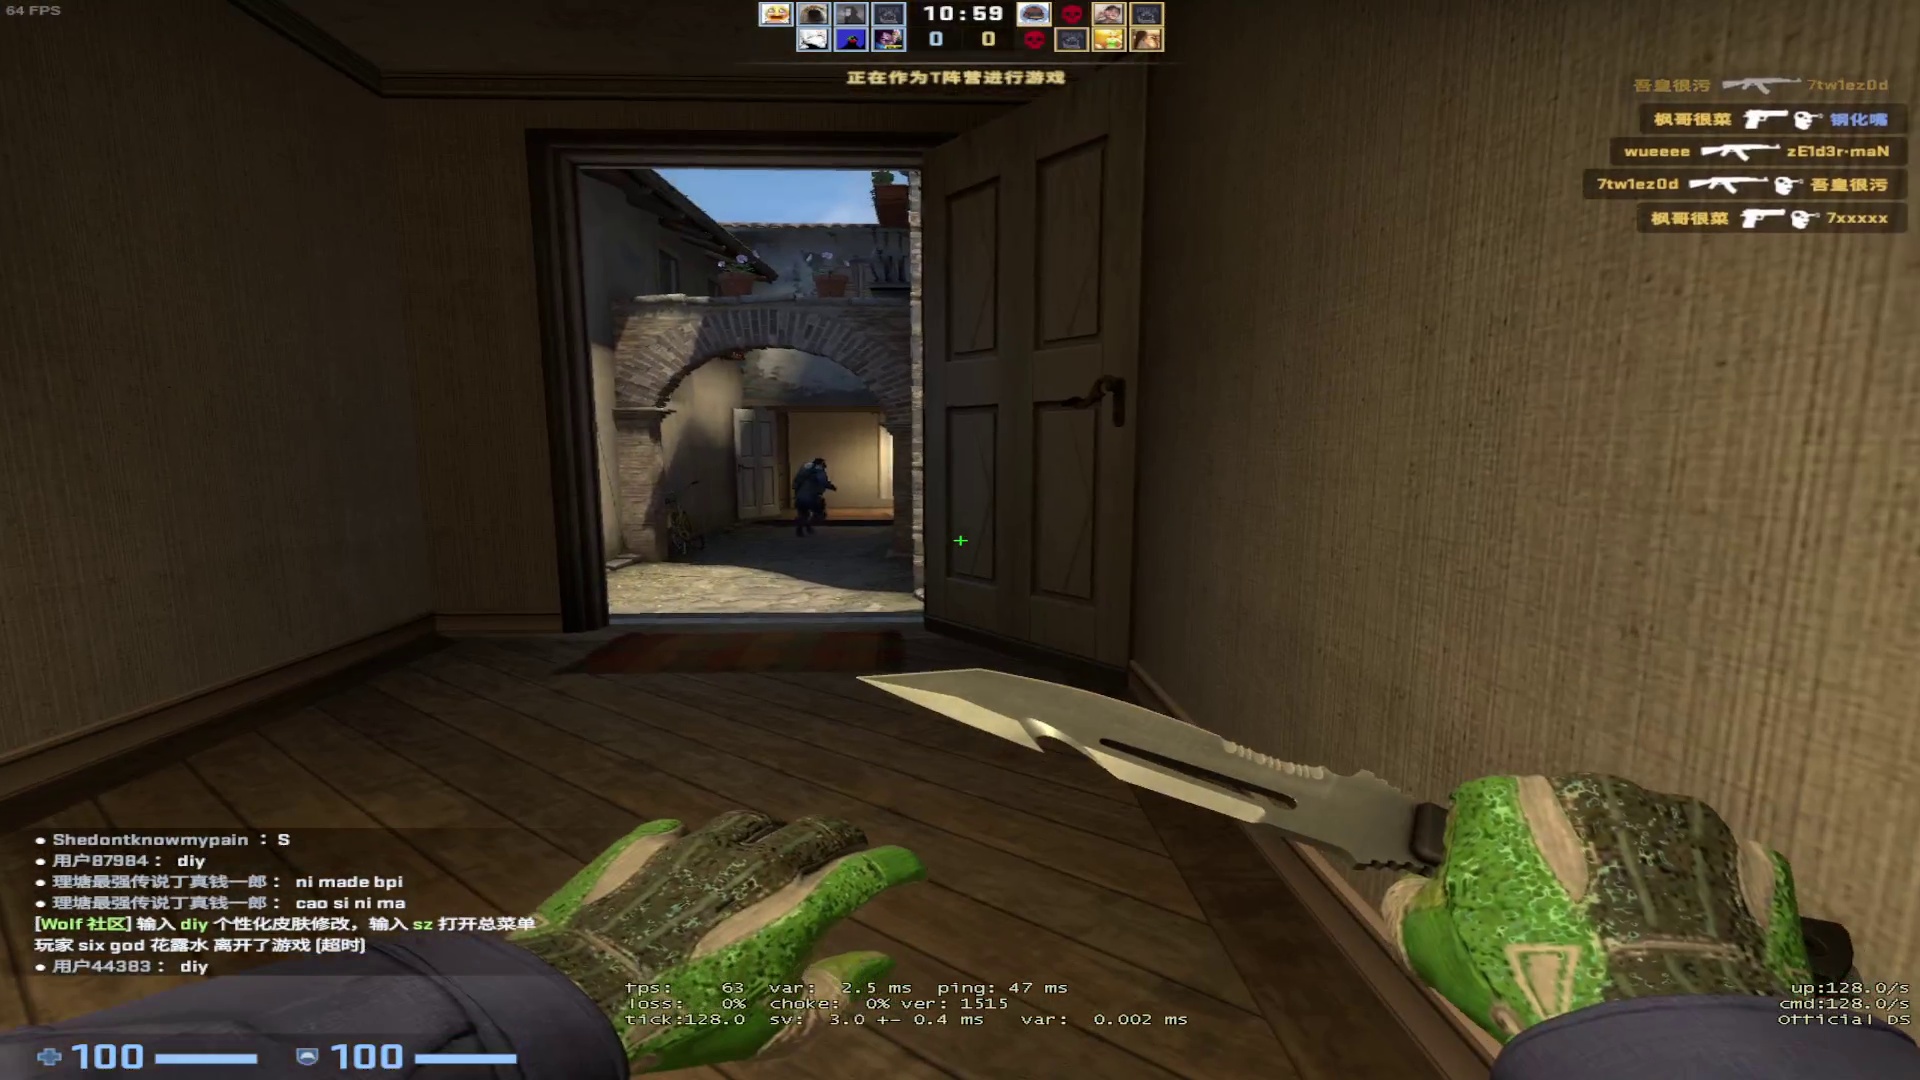 64 FPS
10:59
0 0
正在作为T阵营进行游戏
吾皇很污 7tw1ez0d
枫哥很菜 钢化嘴
wueeee zE1d3r·maN
7tw1ez0d 吾皇很污
枫哥很菜 7xxxxx
● Shedontknowmypain : S
● 用户87984: diy
● 理塘最强传说丁真钱一郎: ni made bpi
● 理塘最强传说丁真钱一郎: cao si ni ma
[Wolf 社区] 输入 diy 个性化皮肤修改，输入 sz 打开总菜单
玩家 six god 花露水 离开了游戏 [超时]
● 用户44383: diy
fps: 63 var: 2.5 ms ping: 47 ms
loss: 0% choke: 0% ver: 1515
tick:128.0 sv: 3.0 +- 0.4 ms var: 0.002 ms
up:128.0/s
cmd:128.0/s
Official DS
100 100